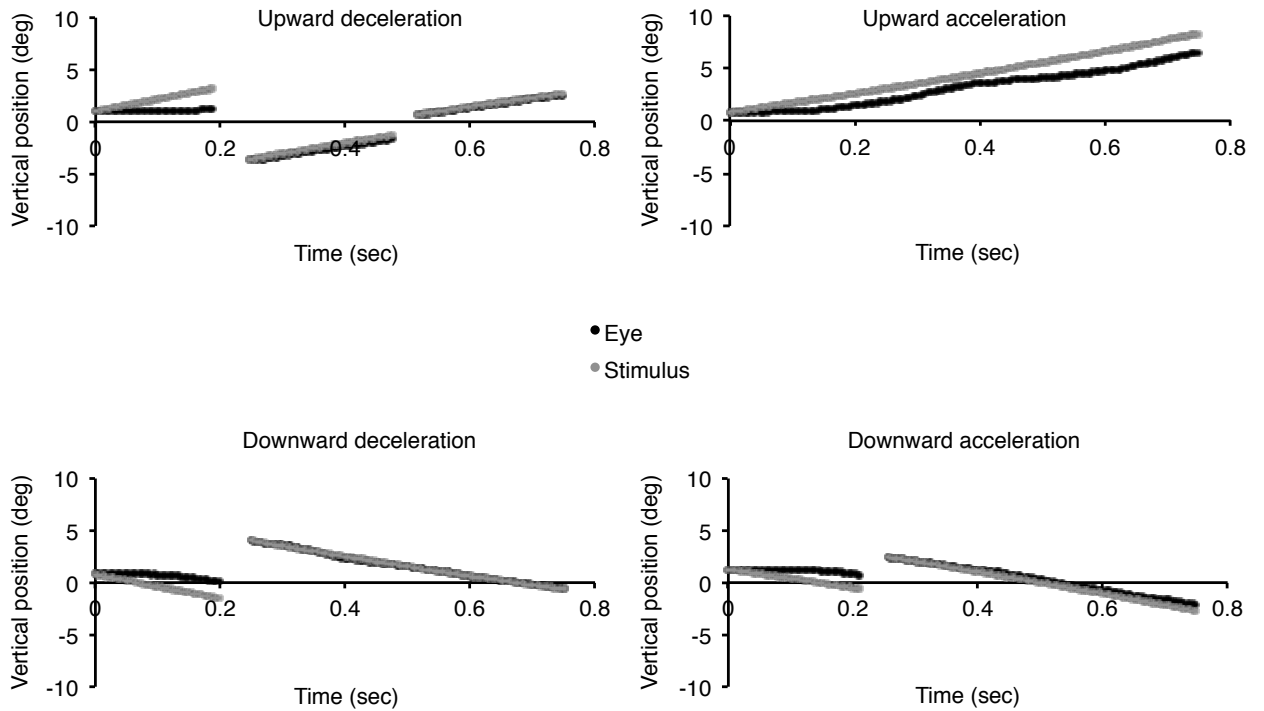 Upward deceleration
Vertical position (deg)
10
5
0
-5
-10
0
0.2
0.4
0.6
0.8
Time (sec)
Upward acceleration
Vertical position (deg)
10
5
0
-5
-10
0
0.2
0.4
0.6
0.8
Time (sec)
Eye
Stimulus
Downward deceleration
Vertical position (deg)
10
5
0
-5
-10
0
0.2
0.4
0.6
0.8
Time (sec)
Downward acceleration
Vertical position (deg)
10
5
0
-5
-10
0
0.2
0.4
0.6
0.8
Time (sec)